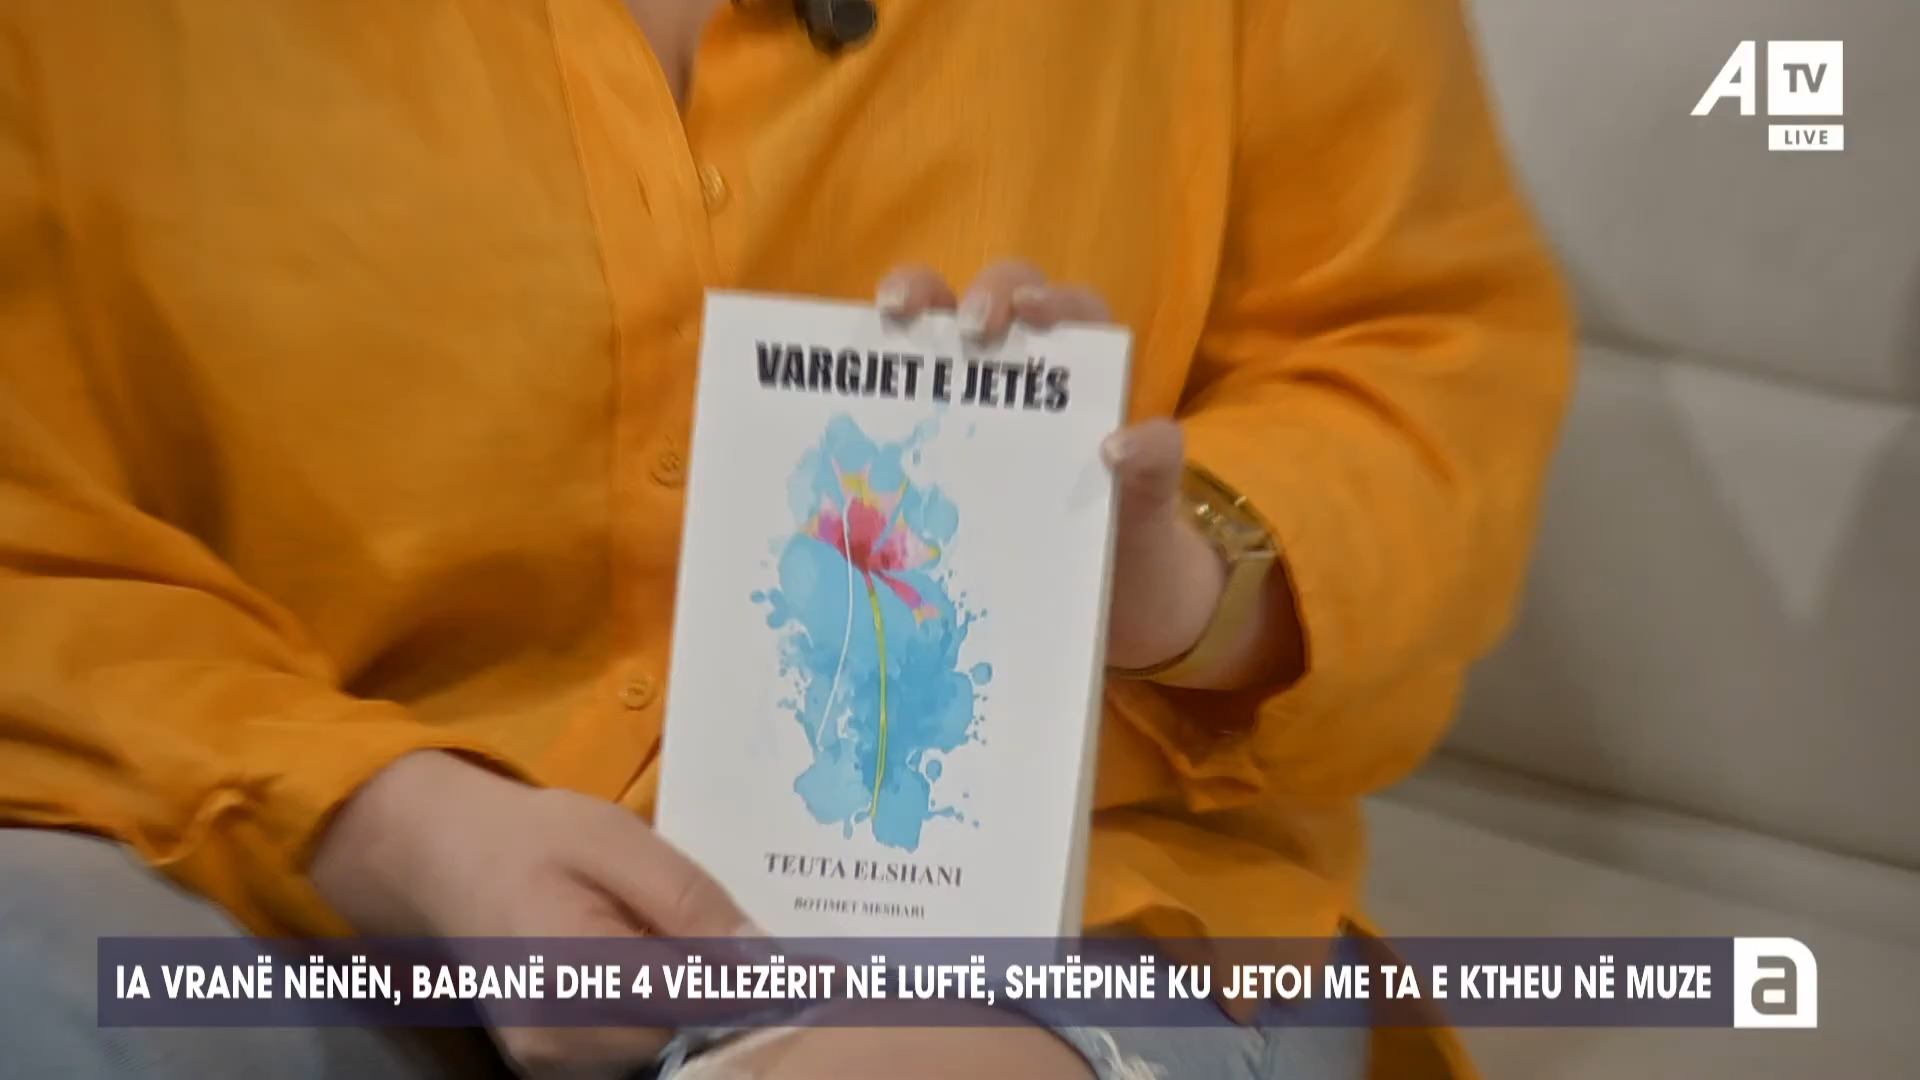 A TV
LIVE
VARGJET E JETËS
TEUTA ELSHANI
BOTIMET MESHARI
IA VRANË NËNËN, BABANË DHE 4 VËLLEZËRIT NË LUFTË, SHTËPINË KU JETOI ME TA E KTHEU NË MUZE
a